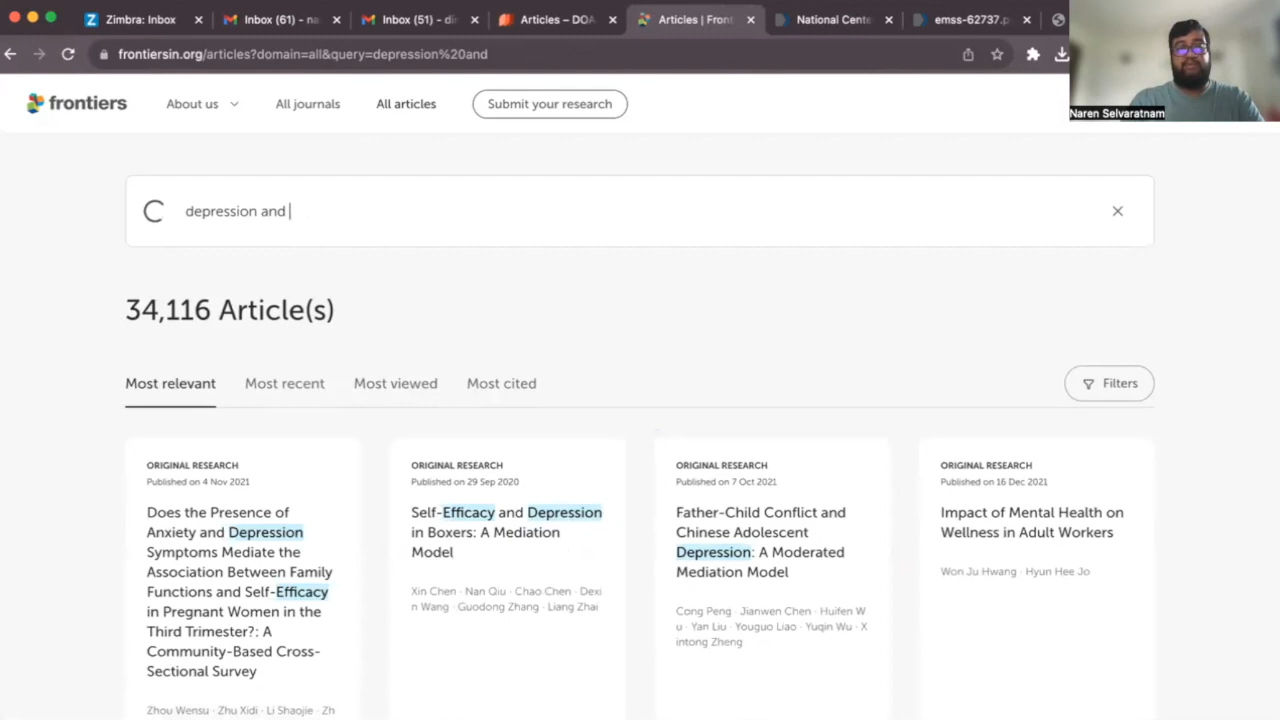 Zimbra: Inbox
Inbox (61) - na
Inbox (51) - di
Articles – DOA
Articles | Front
National Cente
emss-62737.p
frontiersin.org/articles?domain=all&query=depression%20and
Naren Selvaratnam
frontiers
About us
All journals
All articles
Submit your research
depression and
34,116 Article(s)
Most relevant
Most recent
Most viewed
Most cited
Filters
ORIGINAL RESEARCH
Published on 4 Nov 2021
Does the Presence of
Anxiety and Depression
Symptoms Mediate the
Association Between Family
Functions and Self-Efficacy
in Pregnant Women in the
Third Trimester?: A
Community-Based Cross-
Sectional Survey
Zhou Wensu · Zhu Xidi · Li Shaojie · Zh
ORIGINAL RESEARCH
Published on 29 Sep 2020
Self-Efficacy and Depression
in Boxers: A Mediation
Model
Xin Chen · Nan Qiu · Chao Chen · Dexi
n Wang · Guodong Zhang · Liang Zhai
ORIGINAL RESEARCH
Published on 7 Oct 2021
Father-Child Conflict and
Chinese Adolescent
Depression: A Moderated
Mediation Model
Cong Peng · Jianwen Chen · Huifen W
u · Yan Liu · Youguo Liao · Yuqin Wu · X
intong Zheng
ORIGINAL RESEARCH
Published on 16 Dec 2021
Impact of Mental Health on
Wellness in Adult Workers
Won Ju Hwang · Hyun Hee Jo